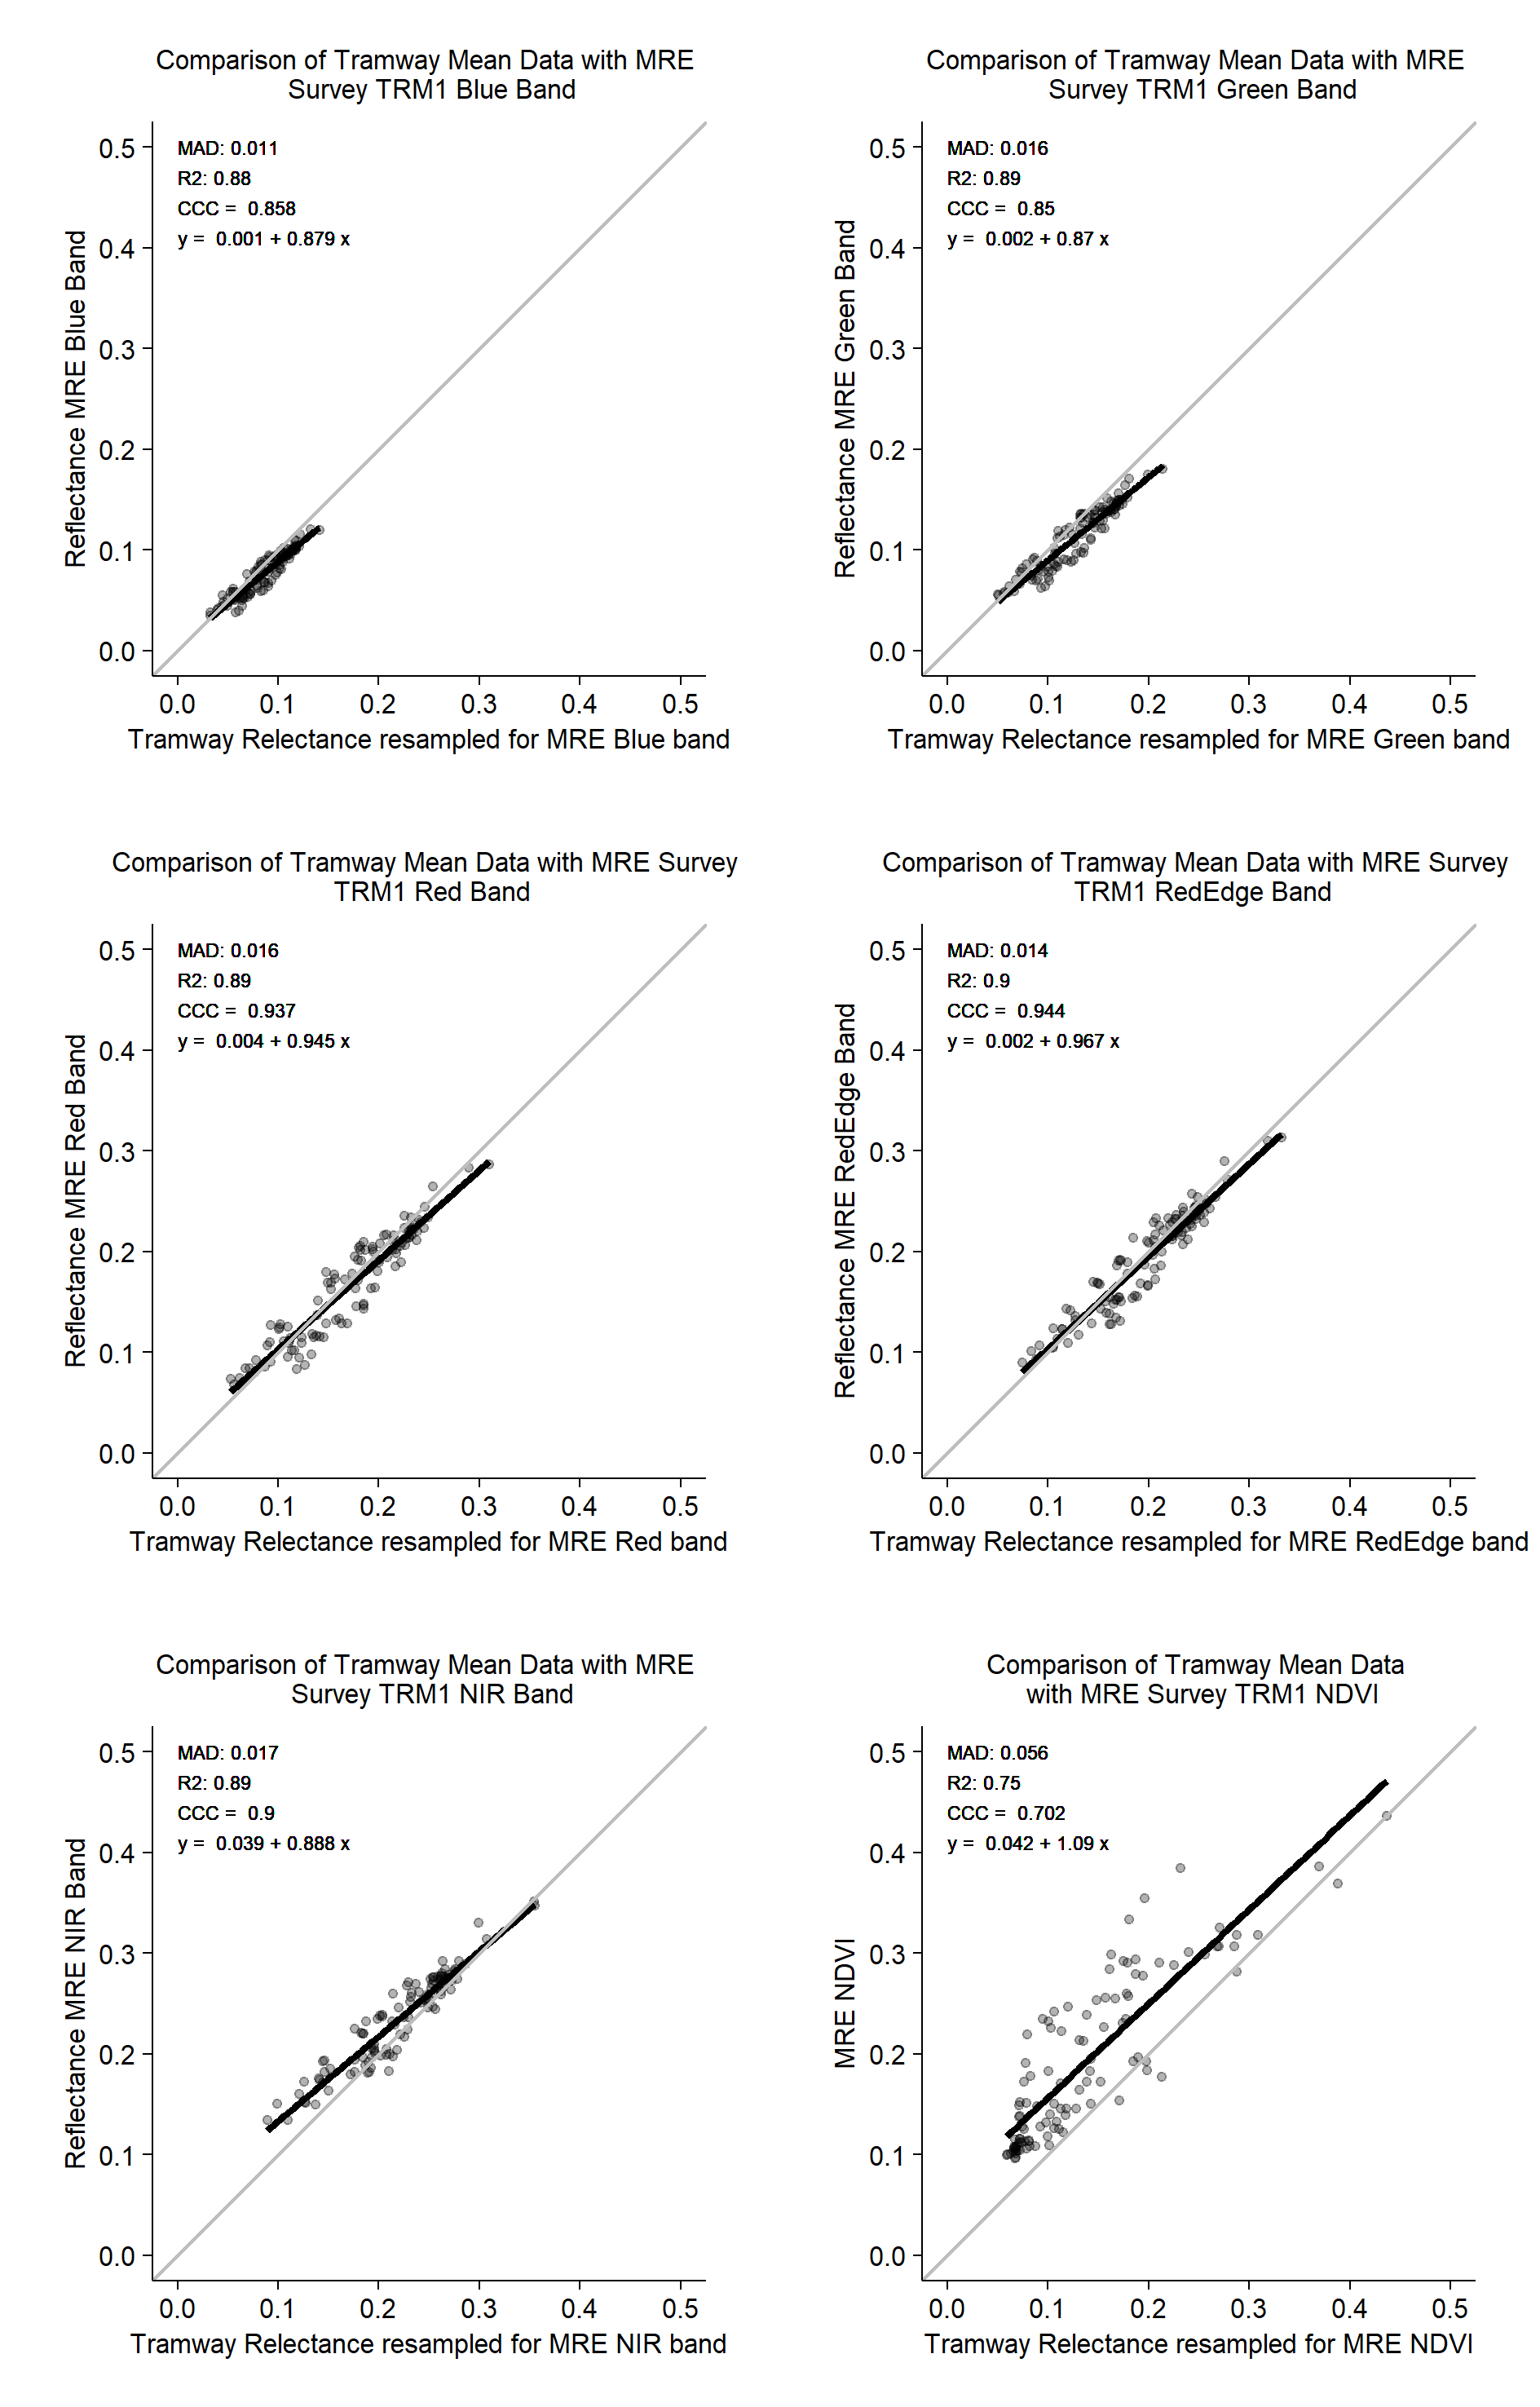 Comparison of Tramway Mean Data with MRE
Survey TRM1 Blue Band
MAD: 0.011
R2: 0.88
CCC =  0.858
y =  0.001 + 0.879 x
Reflectance MRE Blue Band
0.5
0.4
0.3
0.2
0.1
0.0
0.0 0.1 0.2 0.3 0.4 0.5
Tramway Relectance resampled for MRE Blue band
Comparison of Tramway Mean Data with MRE
Survey TRM1 Green Band
MAD: 0.016
R2: 0.89
CCC =  0.85
y =  0.002 + 0.87 x
Reflectance MRE Green Band
0.5
0.4
0.3
0.2
0.1
0.0
0.0 0.1 0.2 0.3 0.4 0.5
Tramway Relectance resampled for MRE Green band
Comparison of Tramway Mean Data with MRE Survey
TRM1 Red Band
MAD: 0.016
R2: 0.89
CCC =  0.937
y =  0.004 + 0.945 x
Reflectance MRE Red Band
0.5
0.4
0.3
0.2
0.1
0.0
0.0 0.1 0.2 0.3 0.4 0.5
Tramway Relectance resampled for MRE Red band
Comparison of Tramway Mean Data with MRE Survey
TRM1 RedEdge Band
MAD: 0.014
R2: 0.9
CCC =  0.944
y =  0.002 + 0.967 x
Reflectance MRE RedEdge Band
0.5
0.4
0.3
0.2
0.1
0.0
0.0 0.1 0.2 0.3 0.4 0.5
Tramway Relectance resampled for MRE RedEdge band
Comparison of Tramway Mean Data with MRE
Survey TRM1 NIR Band
MAD: 0.017
R2: 0.89
CCC =  0.9
y =  0.039 + 0.888 x
Reflectance MRE NIR Band
0.5
0.4
0.3
0.2
0.1
0.0
0.0 0.1 0.2 0.3 0.4 0.5
Tramway Relectance resampled for MRE NIR band
Comparison of Tramway Mean Data
with MRE Survey TRM1 NDVI
MAD: 0.056
R2: 0.75
CCC =  0.702
y =  0.042 + 1.09 x
MRE NDVI
0.5
0.4
0.3
0.2
0.1
0.0
0.0 0.1 0.2 0.3 0.4 0.5
Tramway Relectance resampled for MRE NDVI